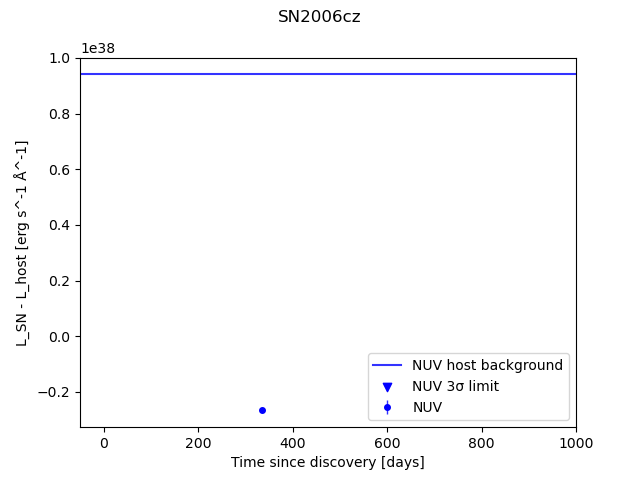 SN2006cz
1e38
1.0
0.8
0.6
0.4
0.2
0.0
−0.2
L_SN - L_host [erg s^-1 Å^-1]
NUV host background
NUV 3σ limit
NUV
0 200 400 600 800 1000
Time since discovery [days]